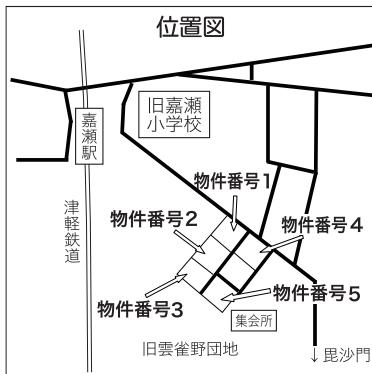 位置図
旧嘉瀬
小学校
嘉瀬駅
物件番号1
物件番号2
物件番号4
津軽鉄道
物件番号3
物件番号5
集会所
旧雲雀野団地
↓毘沙門